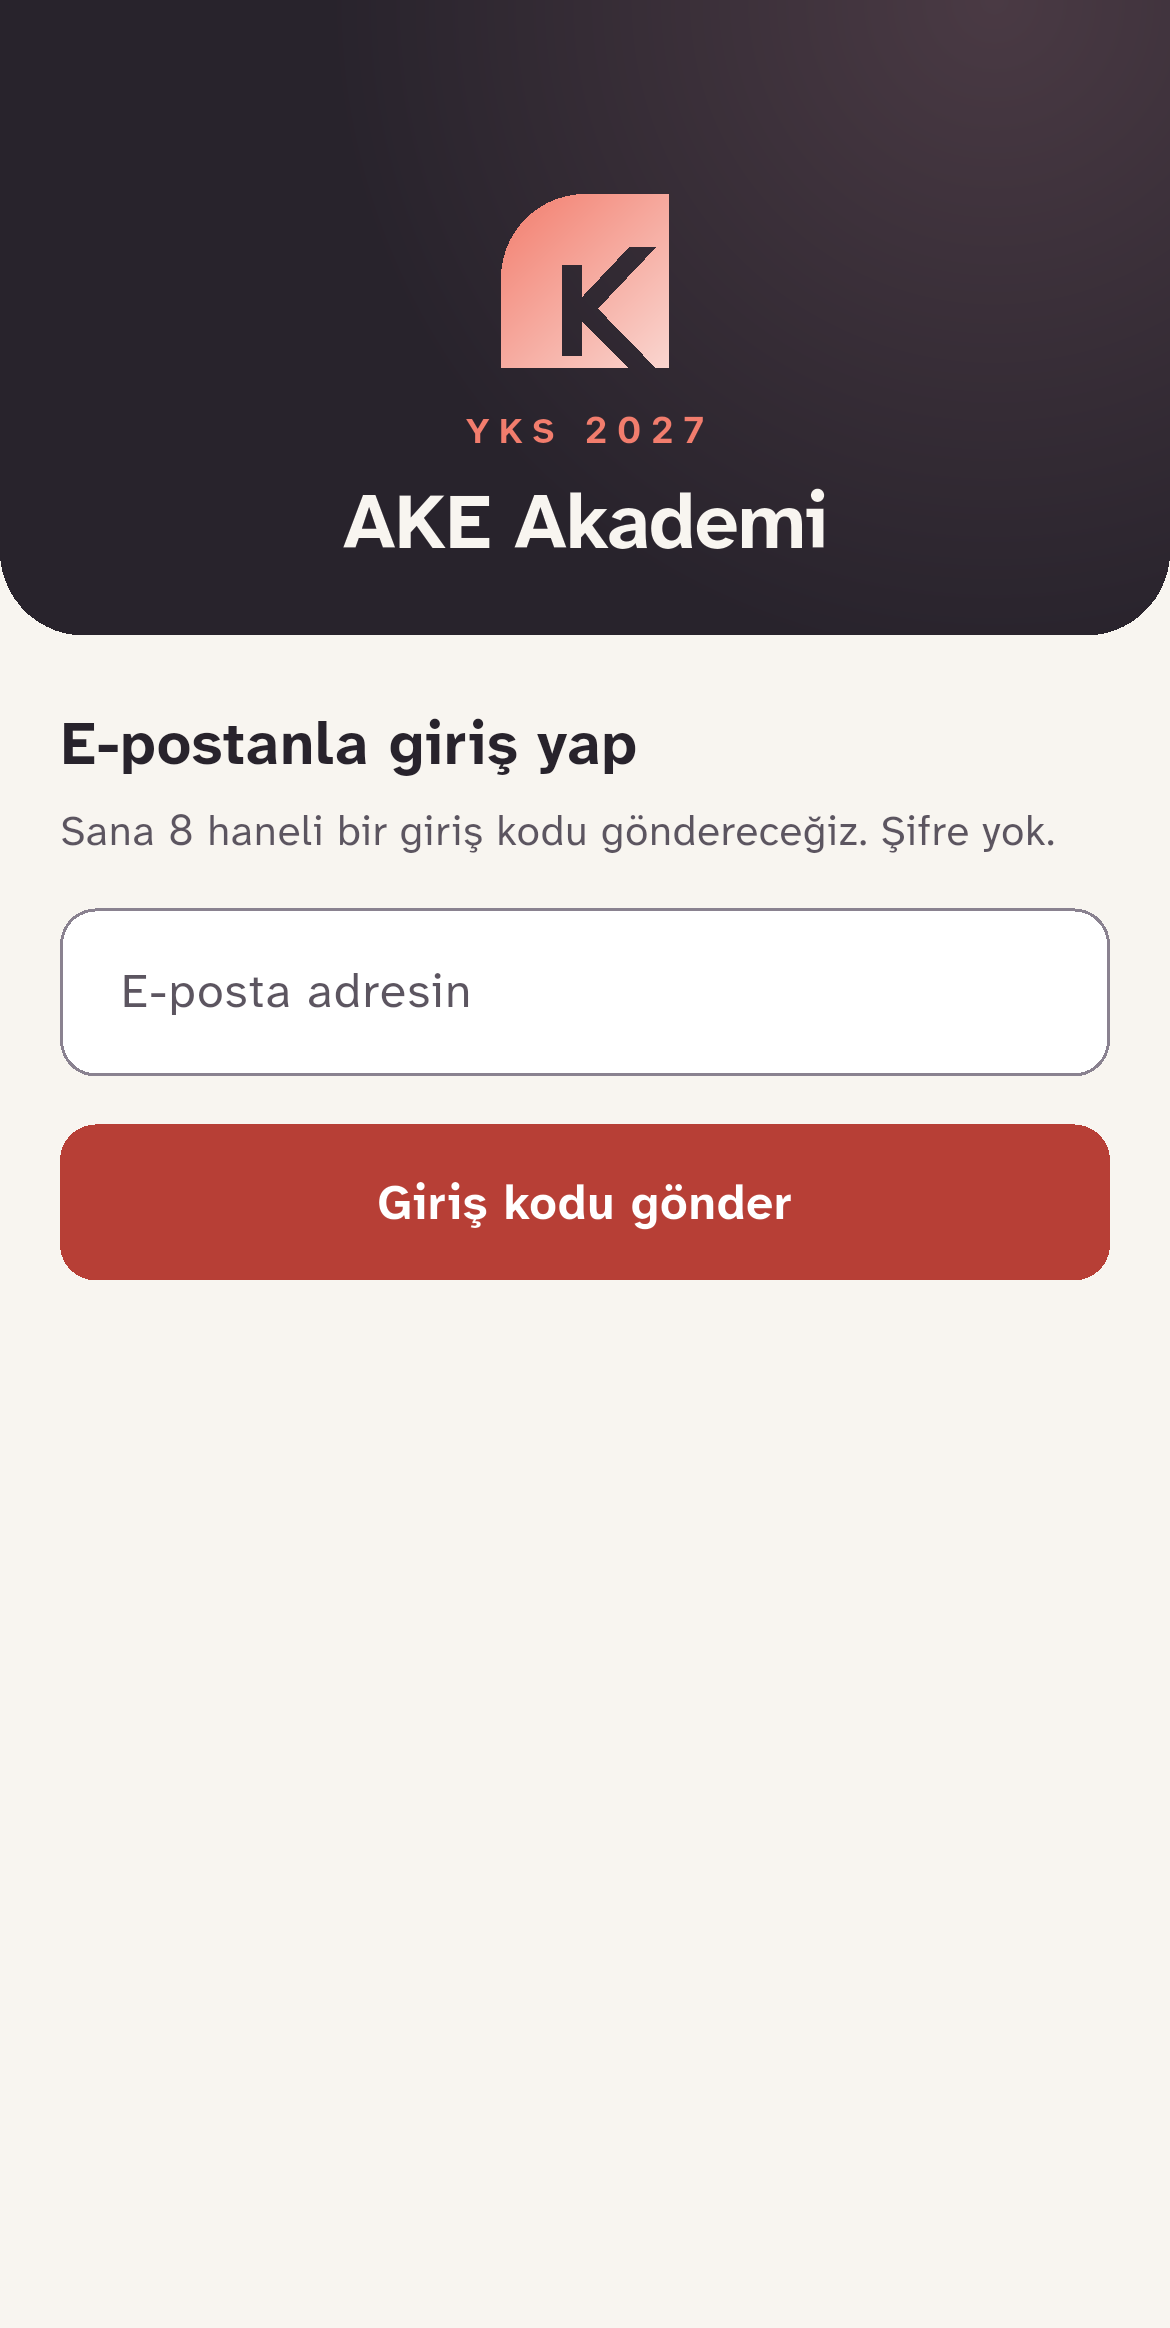 K
YKS 2027
AKE Akademi
E-postanla giriş yap
Sana 8 haneli bir giriş kodu göndereceğiz. Şifre yok.
E-posta adresin
Giriş kodu gönder